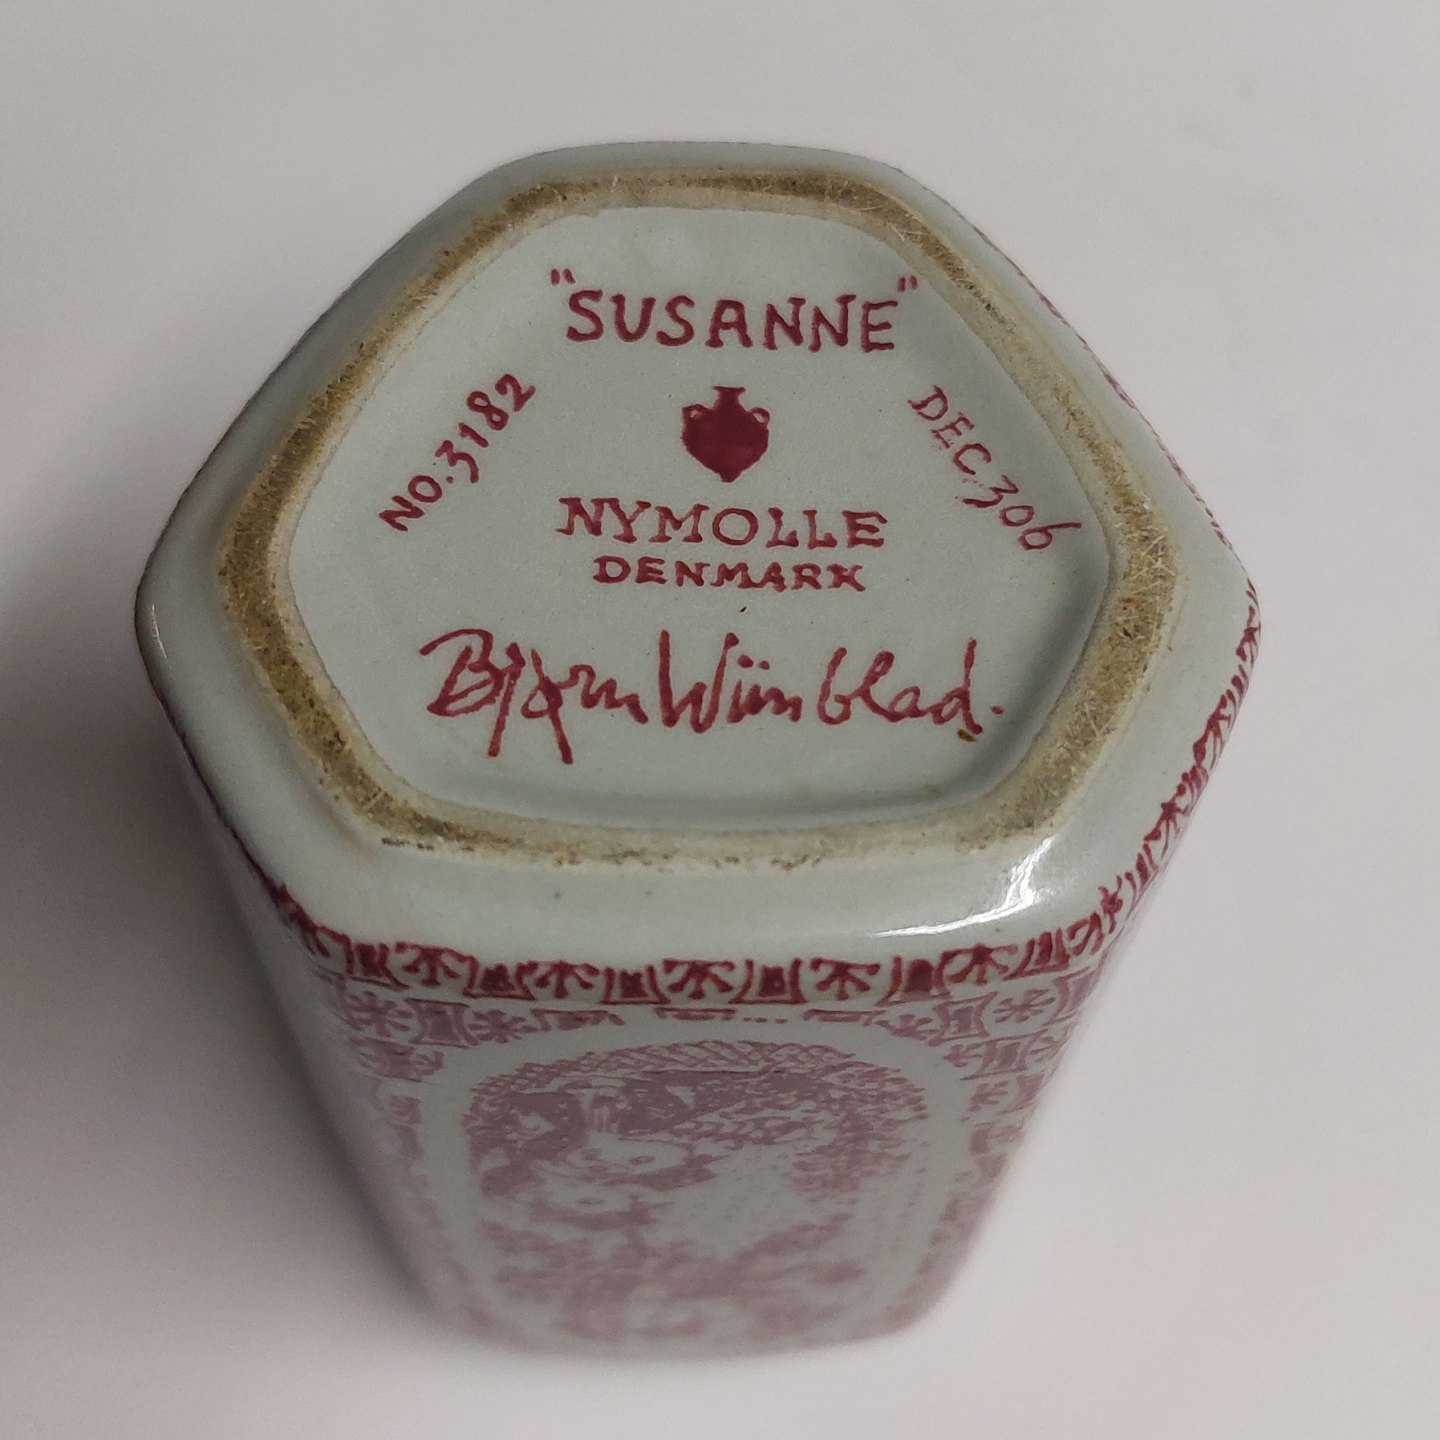 "SUSANNE"
NO. 3182
DEC. 306
NYMOLLE
DENMARK
Bjørn Wiinblad.